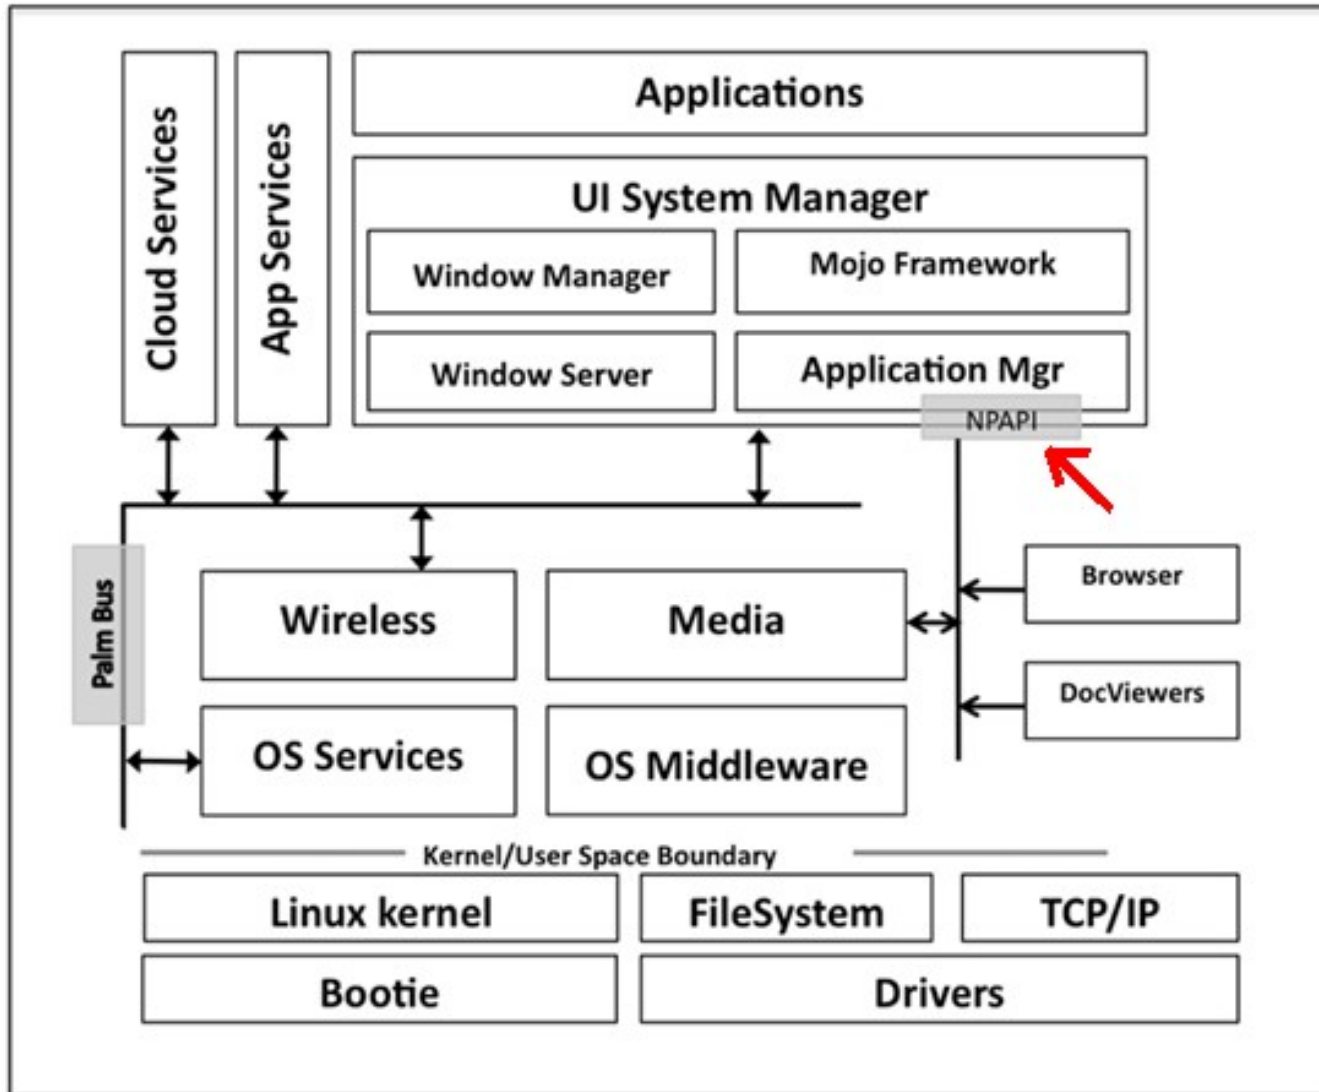 Applications
Cloud Services
App Services
UI System Manager
Window Manager
Mojo Framework
Window Server
Application Mgr
NPAPI
Palm Bus
Wireless
Media
Browser
DocViewers
OS Services
OS Middleware
Kernel/User Space Boundary
Linux kernel
FileSystem
TCP/IP
Bootie
Drivers